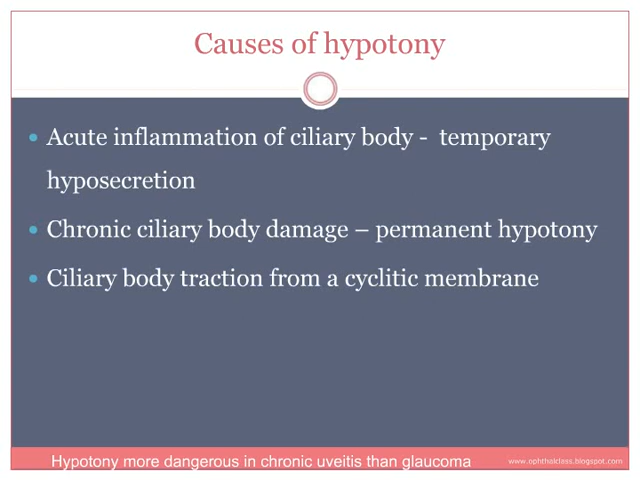 Causes of hypotony
• Acute inflammation of ciliary body - temporary
hyposecretion
• Chronic ciliary body damage – permanent hypotony
• Ciliary body traction from a cyclitic membrane
Hypotony more dangerous in chronic uveitis than glaucoma
www.ophthalclass.blogspot.com